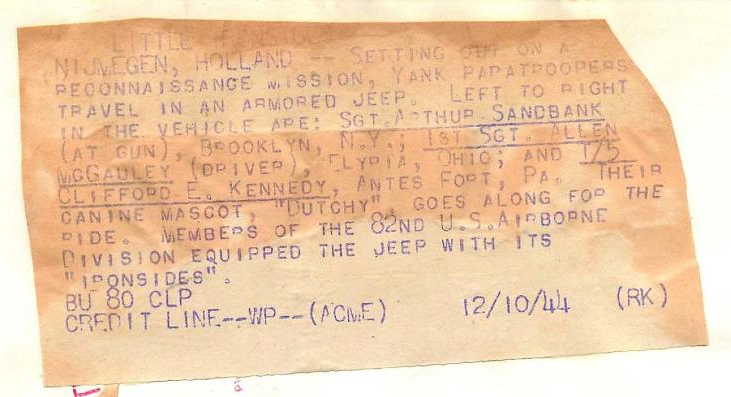 LITTLE IRONSIDES
NIJMEGEN, HOLLAND -- SETTING OUT ON A
RECONNAISSANCE MISSION, YANK PARATROOPERS
TRAVEL IN AN ARMORED JEEP. LEFT TO RIGHT
IN THE VEHICLE ARE: SGT. ARTHUR SANDBANK
(AT GUN), BROOKLYN, N.Y.; 1ST SGT. ALLEN
MCGAULEY (DRIVER), ELYRIA, OHIO; AND T/5
CLIFFORD E. KENNEDY, ANTES FORT, PA. THEIR
CANINE MASCOT, "DUTCHY", GOES ALONG FOR THE
RIDE. MEMBERS OF THE 82ND U.S.AIRBORNE
DIVISION EQUIPPED THE JEEP WITH ITS
"IRONSIDES".
BU 80 CLP
CREDIT LINE--WP--(ACME) 12/10/44 (RK)